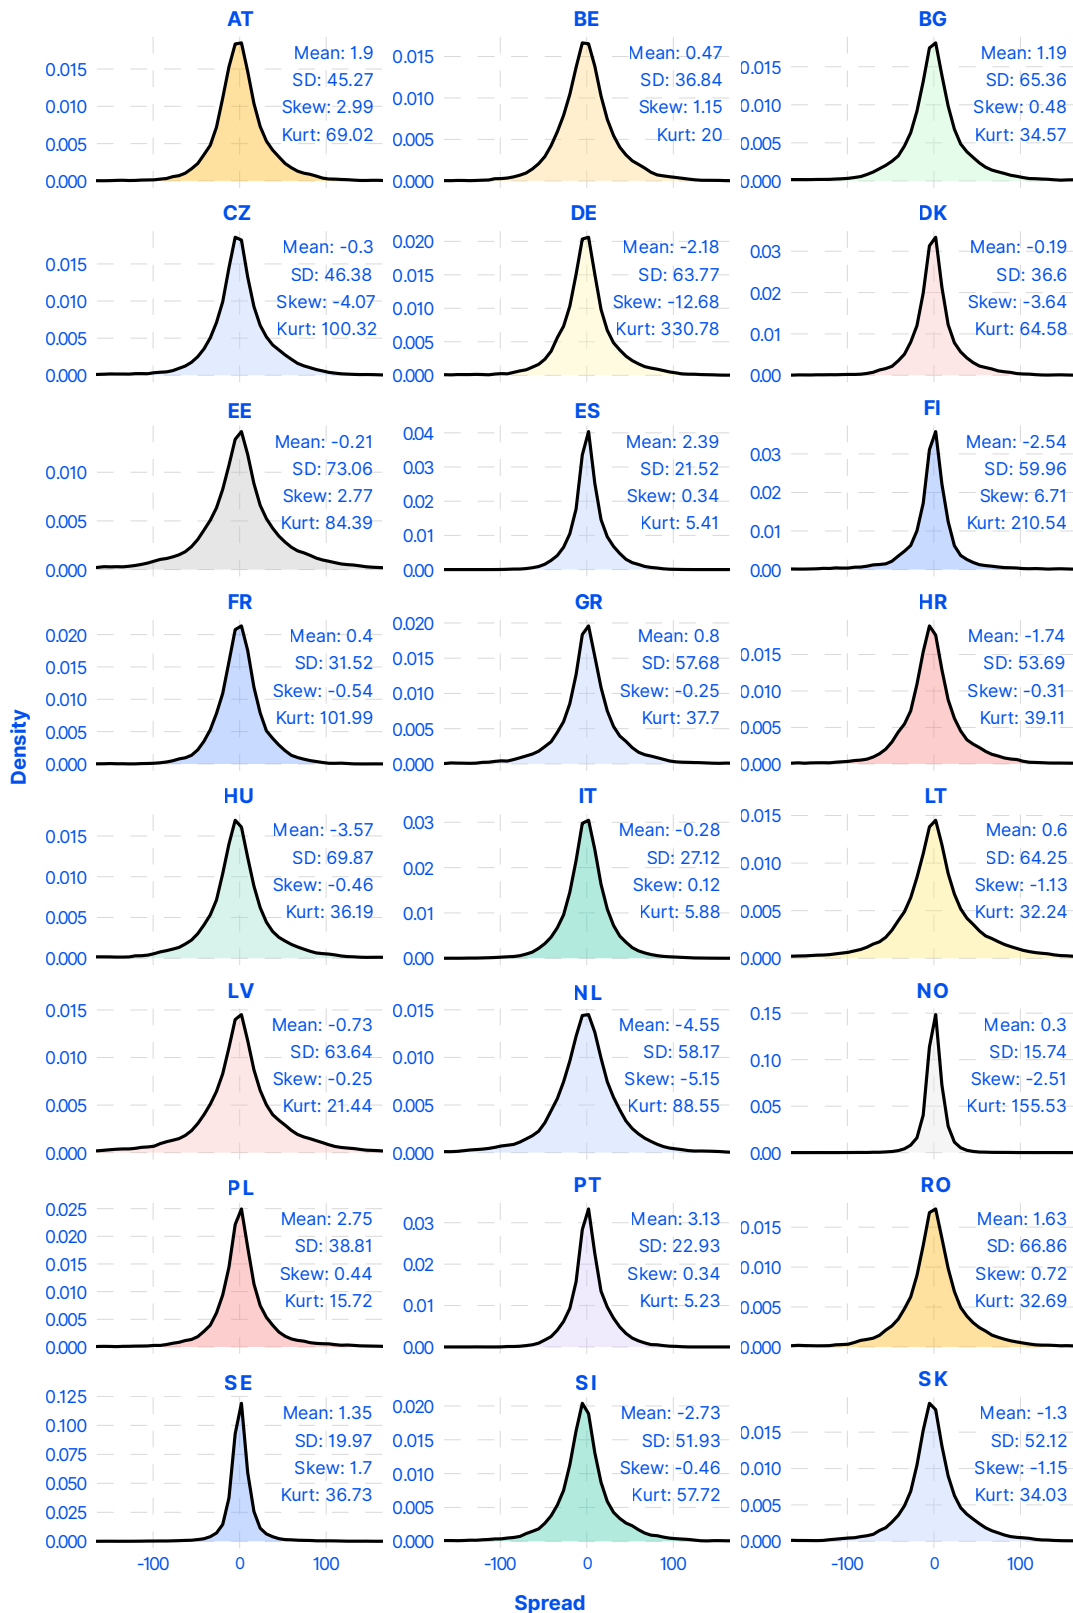 AT
Mean: 1.9
SD: 45.27
Skew: 2.99
Kurt: 69.02
0.015
0.010
0.005
0.000
BE
Mean: 0.47
SD: 36.84
Skew: 1.15
Kurt: 20
0.015
0.010
0.005
0.000
BG
Mean: 1.19
SD: 65.36
Skew: 0.48
Kurt: 34.57
0.015
0.010
0.005
0.000
CZ
Mean: -0.3
SD: 46.38
Skew: -4.07
Kurt: 100.32
0.015
0.010
0.005
0.000
DE
Mean: -2.18
SD: 63.77
Skew: -12.68
Kurt: 330.78
0.020
0.015
0.010
0.005
0.000
DK
Mean: -0.19
SD: 36.6
Skew: -3.64
Kurt: 64.58
0.03
0.02
0.01
0.00
EE
Mean: -0.21
SD: 73.06
Skew: 2.77
Kurt: 84.39
0.010
0.005
0.000
ES
Mean: 2.39
SD: 21.52
Skew: 0.34
Kurt: 5.41
0.04
0.03
0.02
0.01
0.00
FI
Mean: -2.54
SD: 59.96
Skew: 6.71
Kurt: 210.54
0.03
0.02
0.01
0.00
FR
Mean: 0.4
SD: 31.52
Skew: -0.54
Kurt: 101.99
0.020
0.015
0.010
0.005
0.000
GR
Mean: 0.8
SD: 57.68
Skew: -0.25
Kurt: 37.7
0.020
0.015
0.010
0.005
0.000
HR
Mean: -1.74
SD: 53.69
Skew: -0.31
Kurt: 39.11
0.015
0.010
0.005
0.000
Density
HU
Mean: -3.57
SD: 69.87
Skew: -0.46
Kurt: 36.19
0.015
0.010
0.005
0.000
IT
Mean: -0.28
SD: 27.12
Skew: 0.12
Kurt: 5.88
0.03
0.02
0.01
0.00
LT
Mean: 0.6
SD: 64.25
Skew: -1.13
Kurt: 32.24
0.015
0.010
0.005
0.000
LV
Mean: -0.73
SD: 63.64
Skew: -0.25
Kurt: 21.44
0.015
0.010
0.005
0.000
NL
Mean: -4.55
SD: 58.17
Skew: -5.15
Kurt: 88.55
0.015
0.010
0.005
0.000
NO
Mean: 0.3
SD: 15.74
Skew: -2.51
Kurt: 155.53
0.15
0.10
0.05
0.00
PL
Mean: 2.75
SD: 38.81
Skew: 0.44
Kurt: 15.72
0.025
0.020
0.015
0.010
0.005
0.000
PT
Mean: 3.13
SD: 22.93
Skew: 0.34
Kurt: 5.23
0.03
0.02
0.01
0.00
RO
Mean: 1.63
SD: 66.86
Skew: 0.72
Kurt: 32.69
0.015
0.010
0.005
0.000
SE
Mean: 1.35
SD: 19.97
Skew: 1.7
Kurt: 36.73
0.125
0.100
0.075
0.050
0.025
0.000
-100 0 100
SI
Mean: -2.73
SD: 51.93
Skew: -0.46
Kurt: 57.72
0.020
0.015
0.010
0.005
0.000
-100 0 100
SK
Mean: -1.3
SD: 52.12
Skew: -1.15
Kurt: 34.03
0.015
0.010
0.005
0.000
-100 0 100
Spread